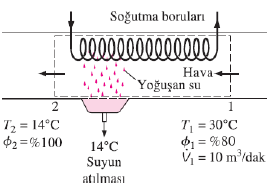 Soğutma boruları
Hava
Yoğuşan su
2
1
T₂ = 14°C
ϕ₂ = %100
14°C
Suyun
atılması
T₁ = 30°C
ϕ₁ = %80
V̇₁ = 10 m³/dak